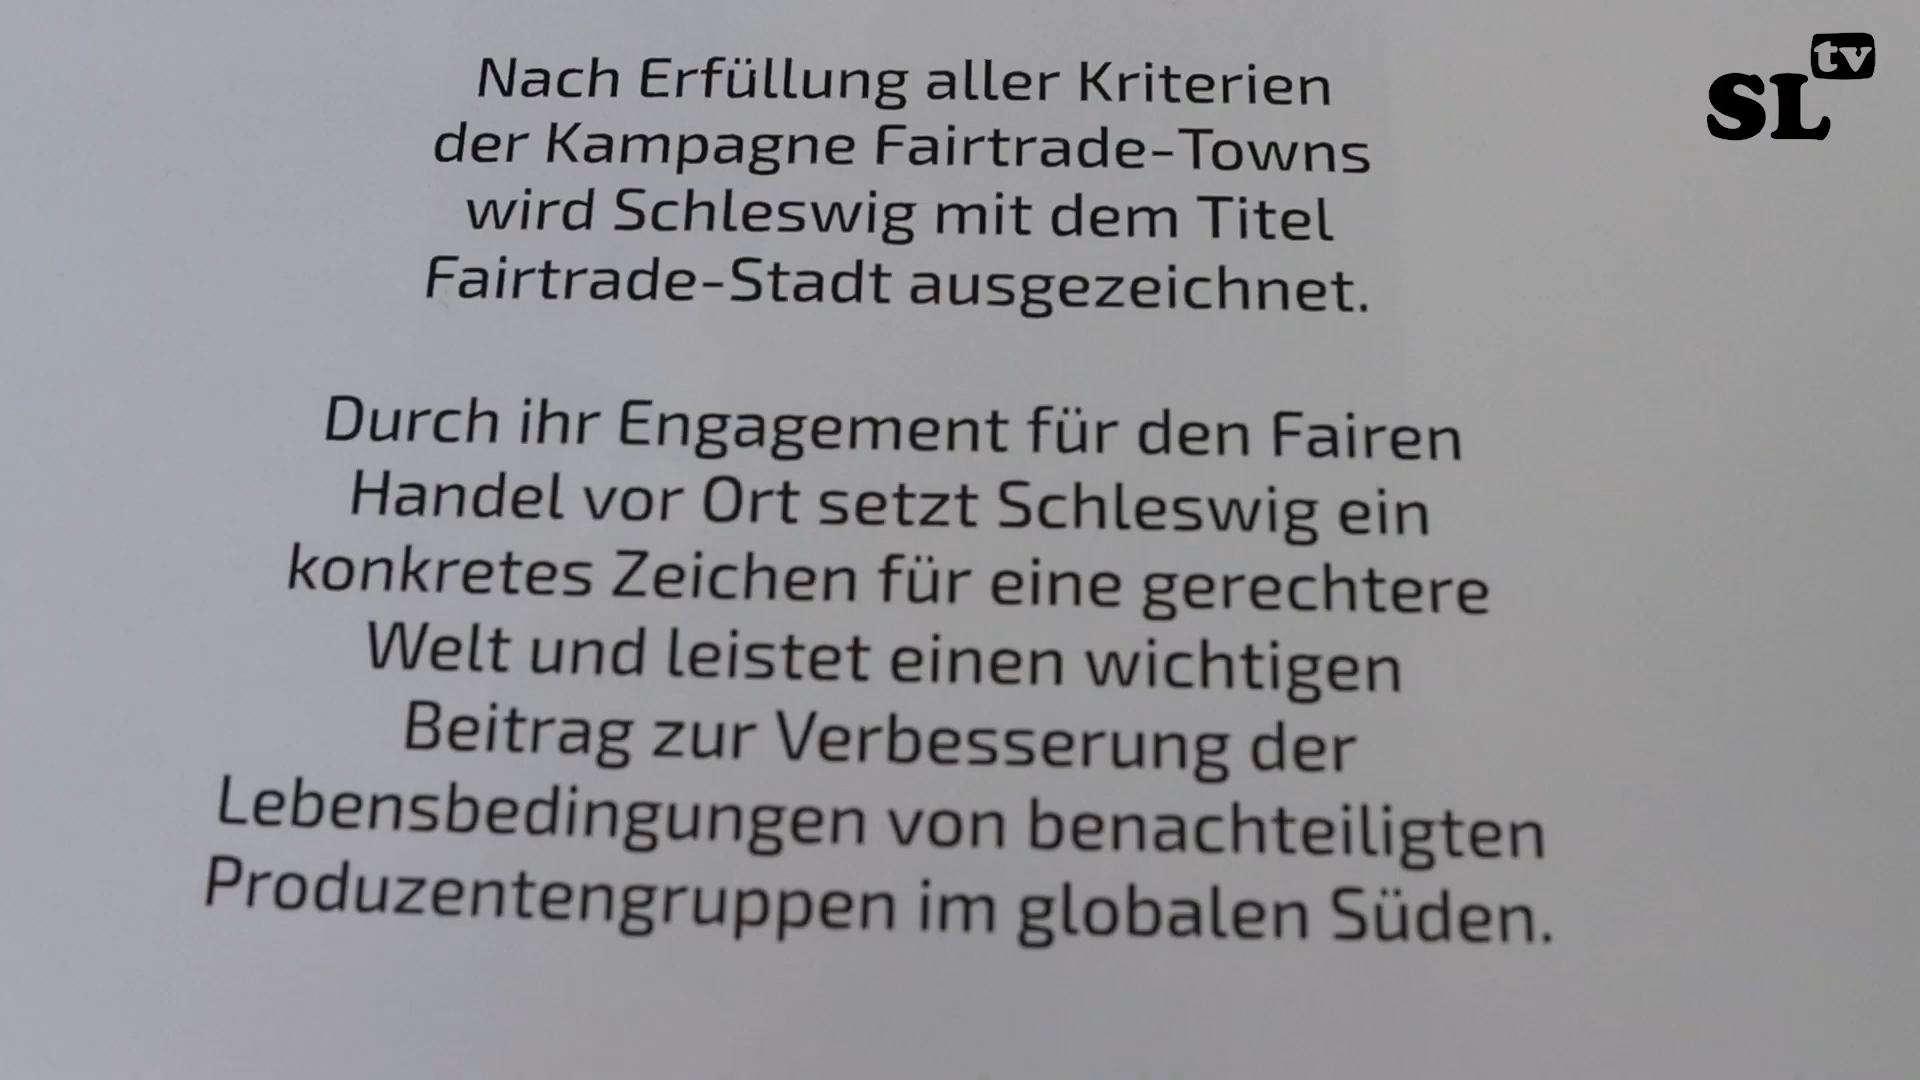 SL tv
Nach Erfüllung aller Kriterien
der Kampagne Fairtrade-Towns
wird Schleswig mit dem Titel
Fairtrade-Stadt ausgezeichnet.
Durch ihr Engagement für den Fairen
Handel vor Ort setzt Schleswig ein
konkretes Zeichen für eine gerechtere
Welt und leistet einen wichtigen
Beitrag zur Verbesserung der
Lebensbedingungen von benachteiligten
Produzentengruppen im globalen Süden.